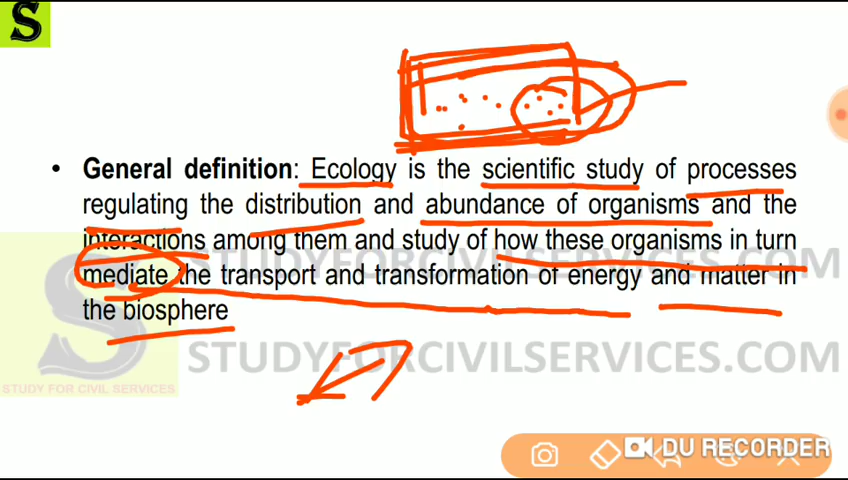 S
• General definition: Ecology is the scientific study of processes
regulating the distribution and abundance of organisms and the
interactions among them and study of how these organisms in turn
mediate the transport and transformation of energy and matter in
the biosphere
STUDYFORCIVILSERVICES.COM
STUDYFORCIVILSERVICES.COM
S
STUDY FOR CIVIL SERVICES
DU RECORDER